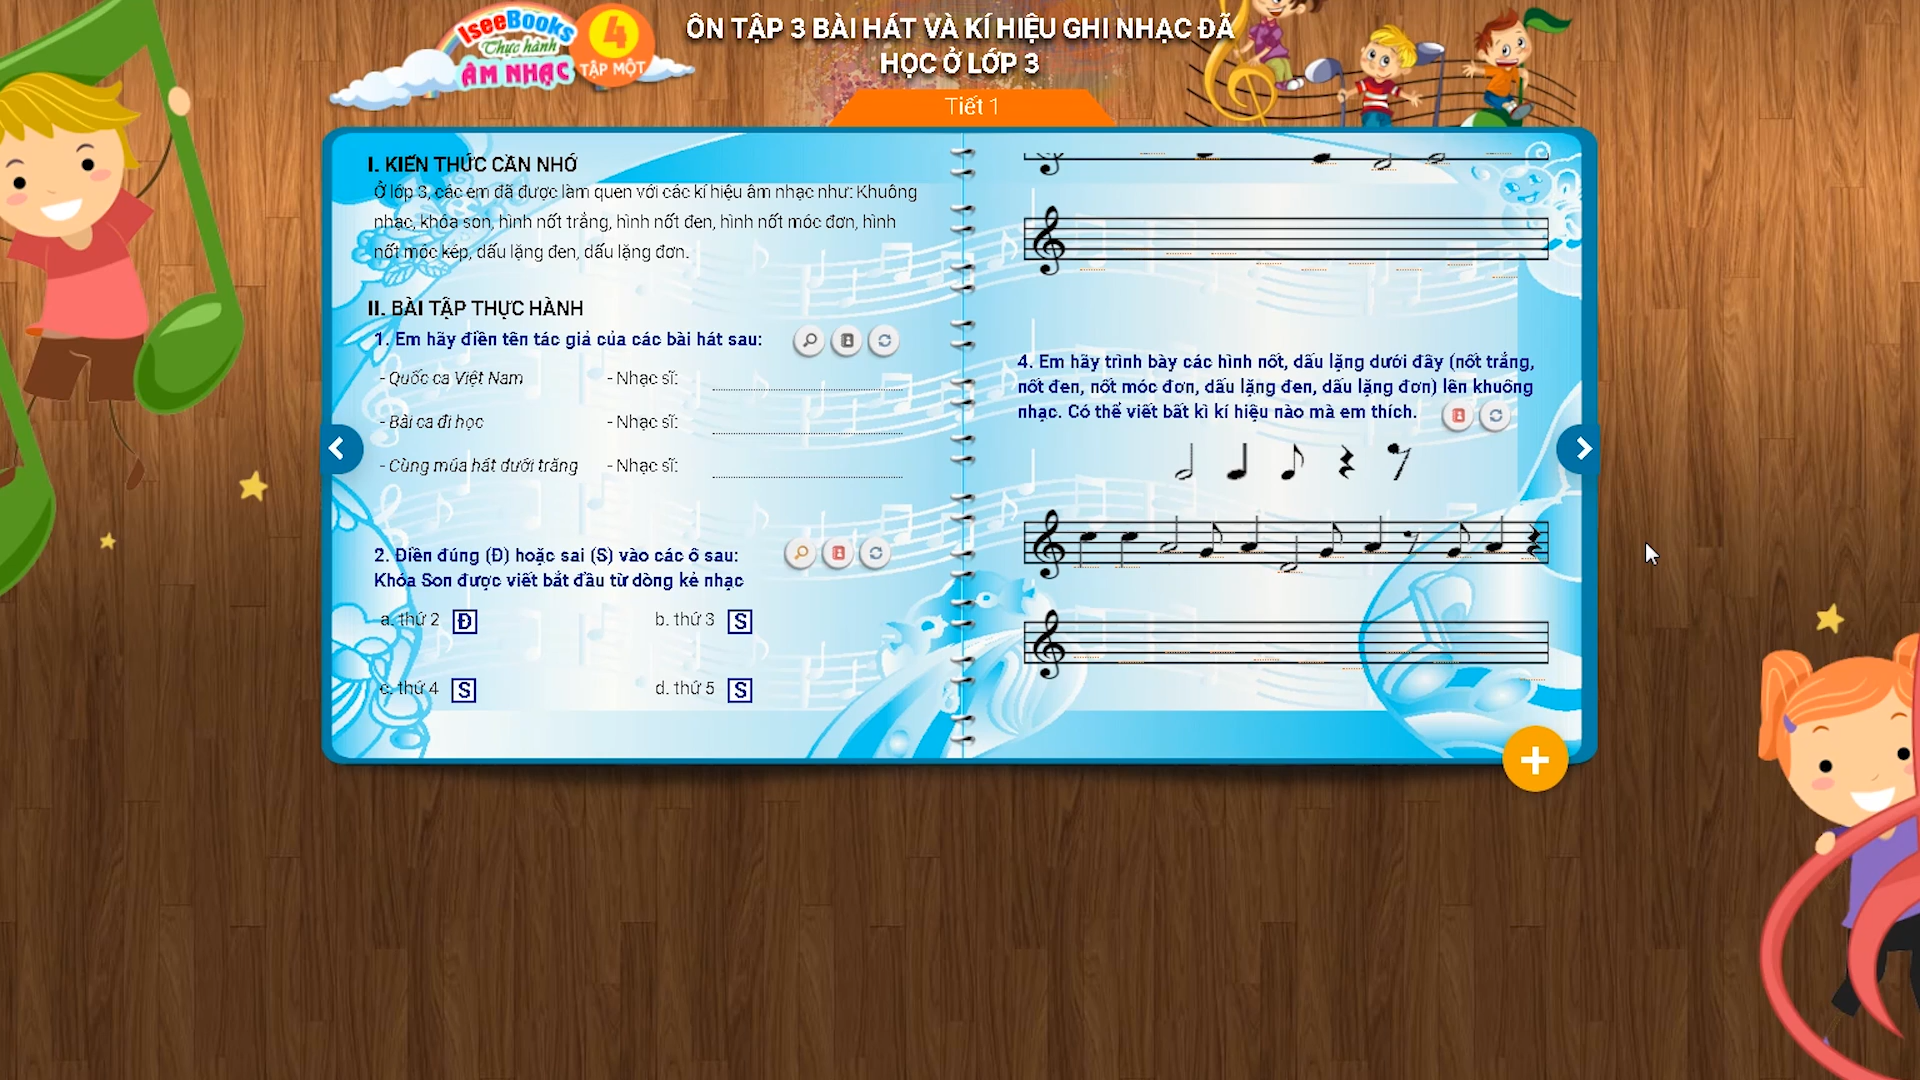 IseeBooks
Thực hành
ÂM NHẠC
4
TẬP MỘT
ÔN TẬP 3 BÀI HÁT VÀ KÍ HIỆU GHI NHẠC ĐÃ
HỌC Ở LỚP 3
Tiết 1
I. KIẾN THỨC CẦN NHỚ
Ở lớp 3, các em đã được làm quen với các kí hiệu âm nhạc như: Khuông
nhạc, khóa son, hình nốt trắng, hình nốt đen, hình nốt móc đơn, hình
nốt móc kép, dấu lặng đen, dấu lặng đơn.
II. BÀI TẬP THỰC HÀNH
1. Em hãy điền tên tác giả của các bài hát sau:
- Quốc ca Việt Nam - Nhạc sĩ:
- Bài ca đi học - Nhạc sĩ:
- Cùng múa hát dưới trăng - Nhạc sĩ:
2. Điền đúng (Đ) hoặc sai (S) vào các ô sau:
Khóa Son được viết bắt đầu từ dòng kẻ nhạc
a. thứ 2 Đ b. thứ 3 S
c. thứ 4 S d. thứ 5 S
4. Em hãy trình bày các hình nốt, dấu lặng dưới đây (nốt trắng,
nốt đen, nốt móc đơn, dấu lặng đen, dấu lặng đơn) lên khuông
nhạc. Có thể viết bất kì kí hiệu nào mà em thích.